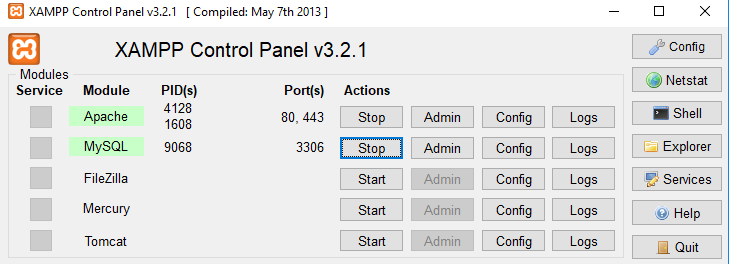 XAMPP Control Panel v3.2.1 [ Compiled: May 7th 2013 ]
XAMPP Control Panel v3.2.1
Config
Modules
Service Module PID(s) Port(s) Actions
Netstat
Apache 4128 1608 80, 443 Stop Admin Config Logs
Shell
MySQL 9068 3306 Stop Admin Config Logs
Explorer
FileZilla Start Admin Config Logs
Services
Mercury Start Admin Config Logs
Help
Tomcat Start Admin Config Logs
Quit